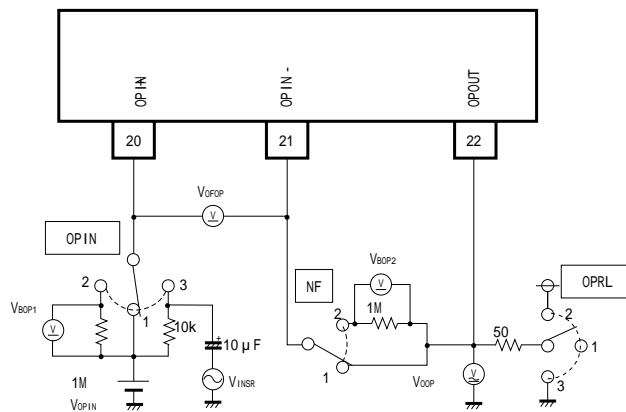 OPIN+
OPIN-
OPOUT
20
21
22
VOFOP
V
OPIN
2
3
1
VBOP1
V
10k
10μF
VINSR
1M
VOPIN
NF
VBOP2
V
1M
2
1
50
VOOP
V
OPRL
2
1
3